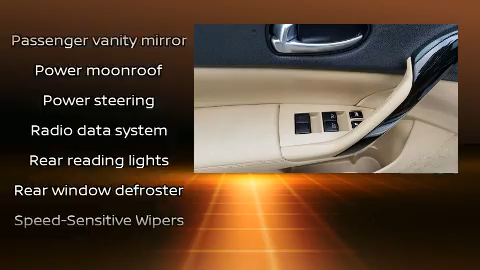 Passenger vanity mirror
Power moonroof
Power steering
Radio data system
Rear reading lights
Rear window defroster
Speed-Sensitive Wipers